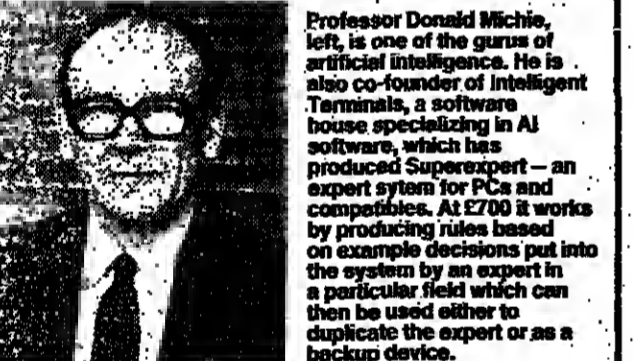 Professor Donald Michie,
left, is one of the gurus of
artificial intelligence. He is
also co-founder of Intelligent
Terminals, a software
house specializing in AI
software, which has
produced Superexpert — an
expert sytem for PCs and
compatibles. At £700 it works
by producing rules based
on example decisions put into
the system by an expert in
a particular field which can
then be used either to
duplicate the expert or as a
backup device.